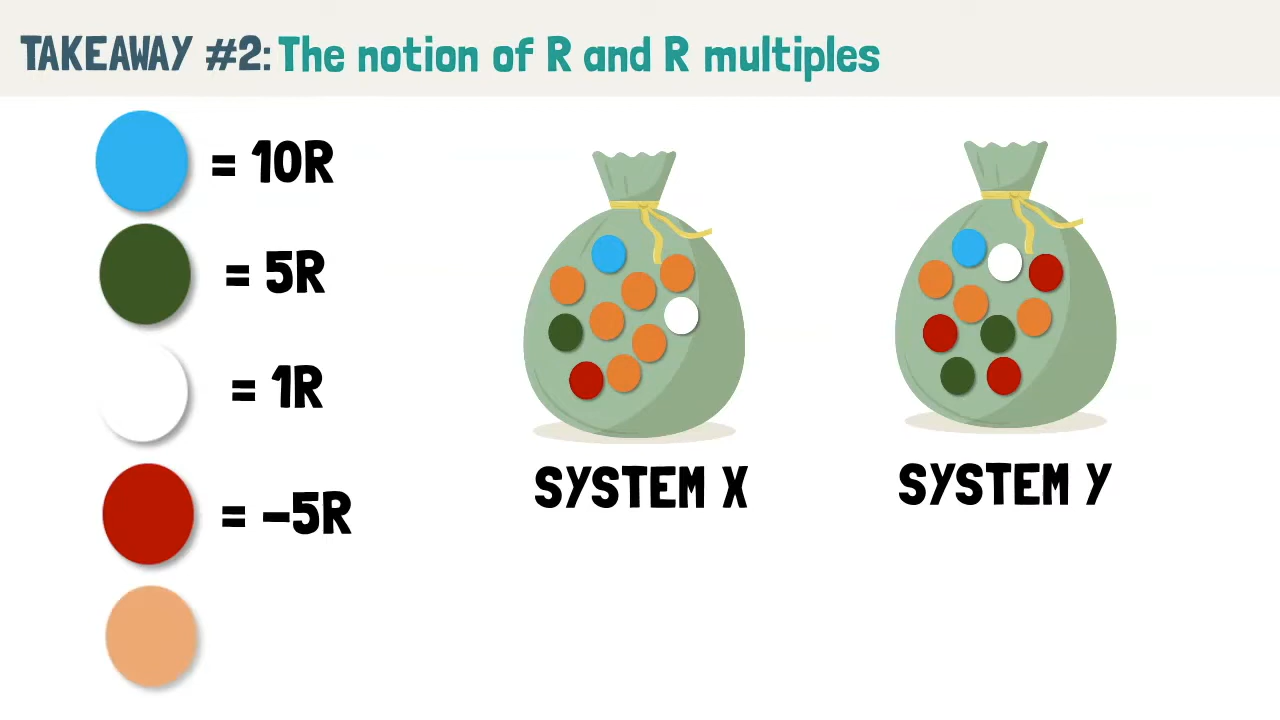 TAKEAWAY #2: The notion of R and R multiples
= 10R
= 5R
= 1R
= -5R
SYSTEM X
SYSTEM Y